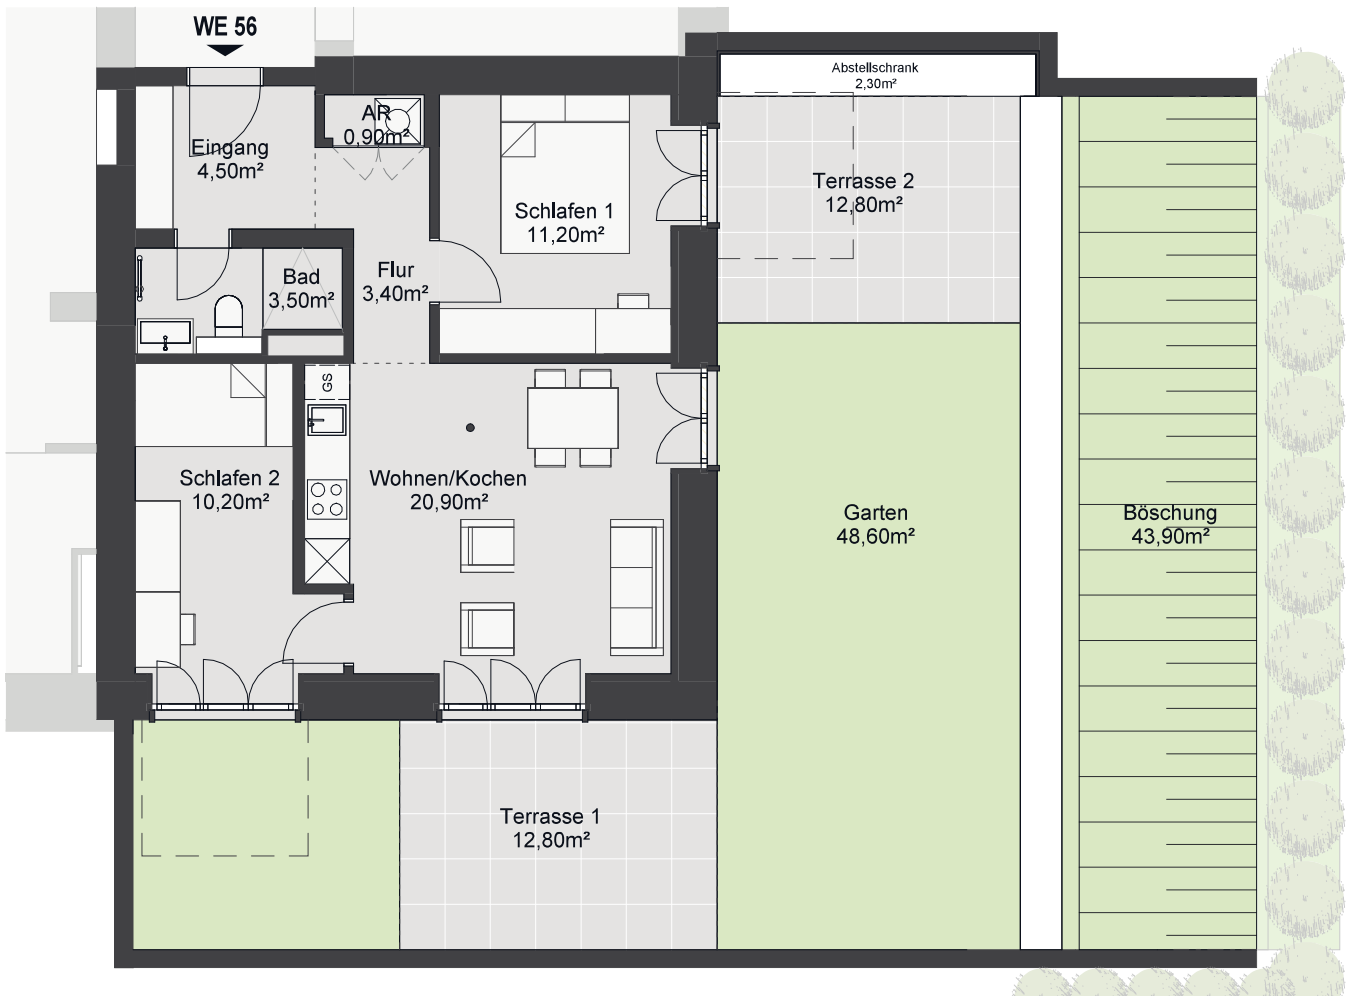 WE 56
Abstellschrank
2,30m²
AR
0,90m²
Eingang
4,50m²
Schlafen 1
11,20m²
Terrasse 2
12,80m²
Flur
3,40m²
Bad
3,50m²
GS
Schlafen 2
10,20m²
Wohnen/Kochen
20,90m²
Garten
48,60m²
Böschung
43,90m²
Terrasse 1
12,80m²